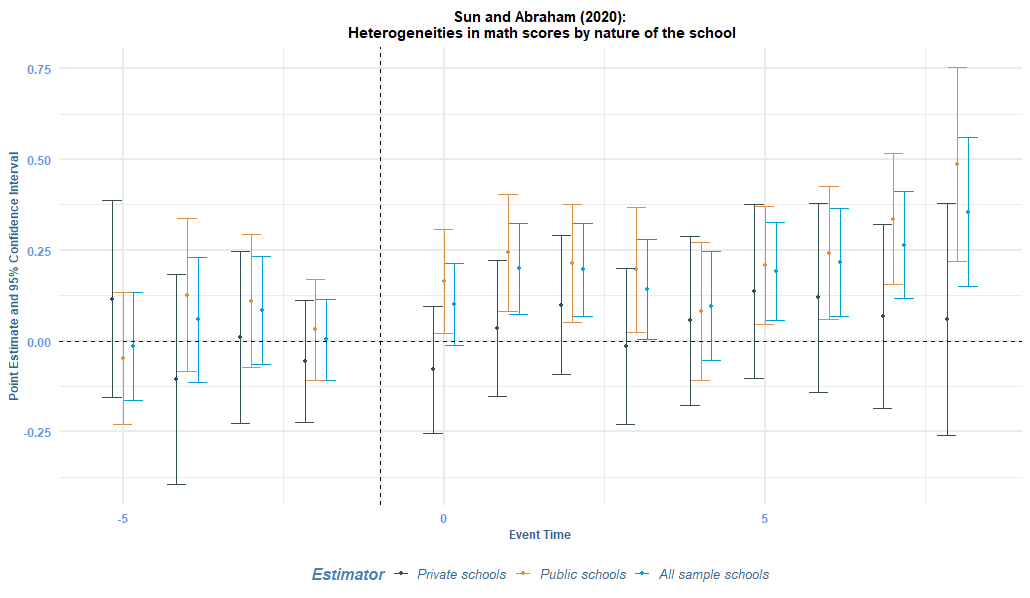 Sun and Abraham (2020):
Heterogeneities in math scores by nature of the school
Point Estimate and 95% Confidence Interval
0.75
0.50
0.25
0.00
-0.25
-5
0
5
Event Time
Estimator Private schools Public schools All sample schools